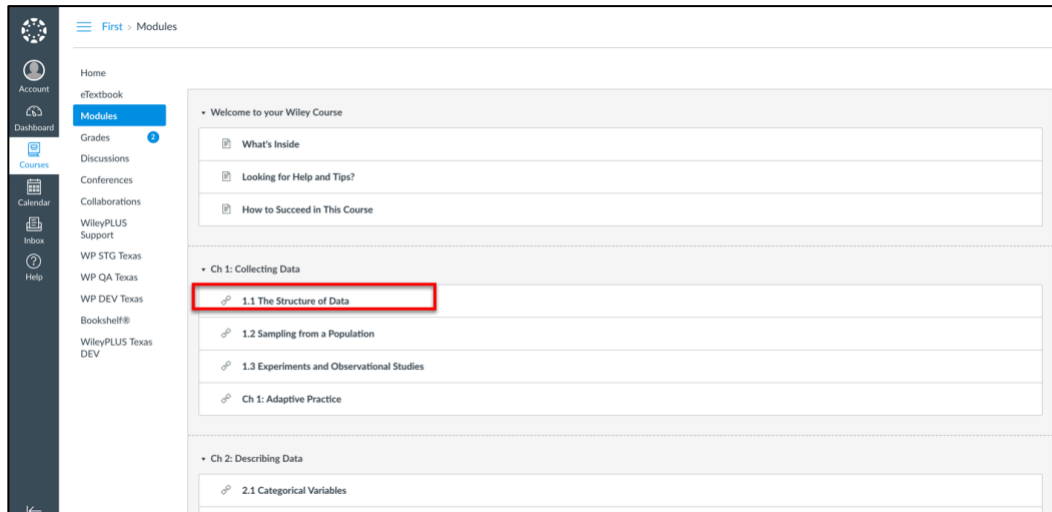 First > Modules
Account
Dashboard
Courses
Calendar
Inbox
Help
Home
eTextbook
Modules
Grades 2
Discussions
Conferences
Collaborations
WileyPLUS
Support
WP STG Texas
WP QA Texas
WP DEV Texas
Bookshelf®
WileyPLUS Texas
DEV
Welcome to your Wiley Course
What's Inside
Looking for Help and Tips?
How to Succeed in This Course
Ch 1: Collecting Data
1.1 The Structure of Data
1.2 Sampling from a Population
1.3 Experiments and Observational Studies
Ch 1: Adaptive Practice
Ch 2: Describing Data
2.1 Categorical Variables